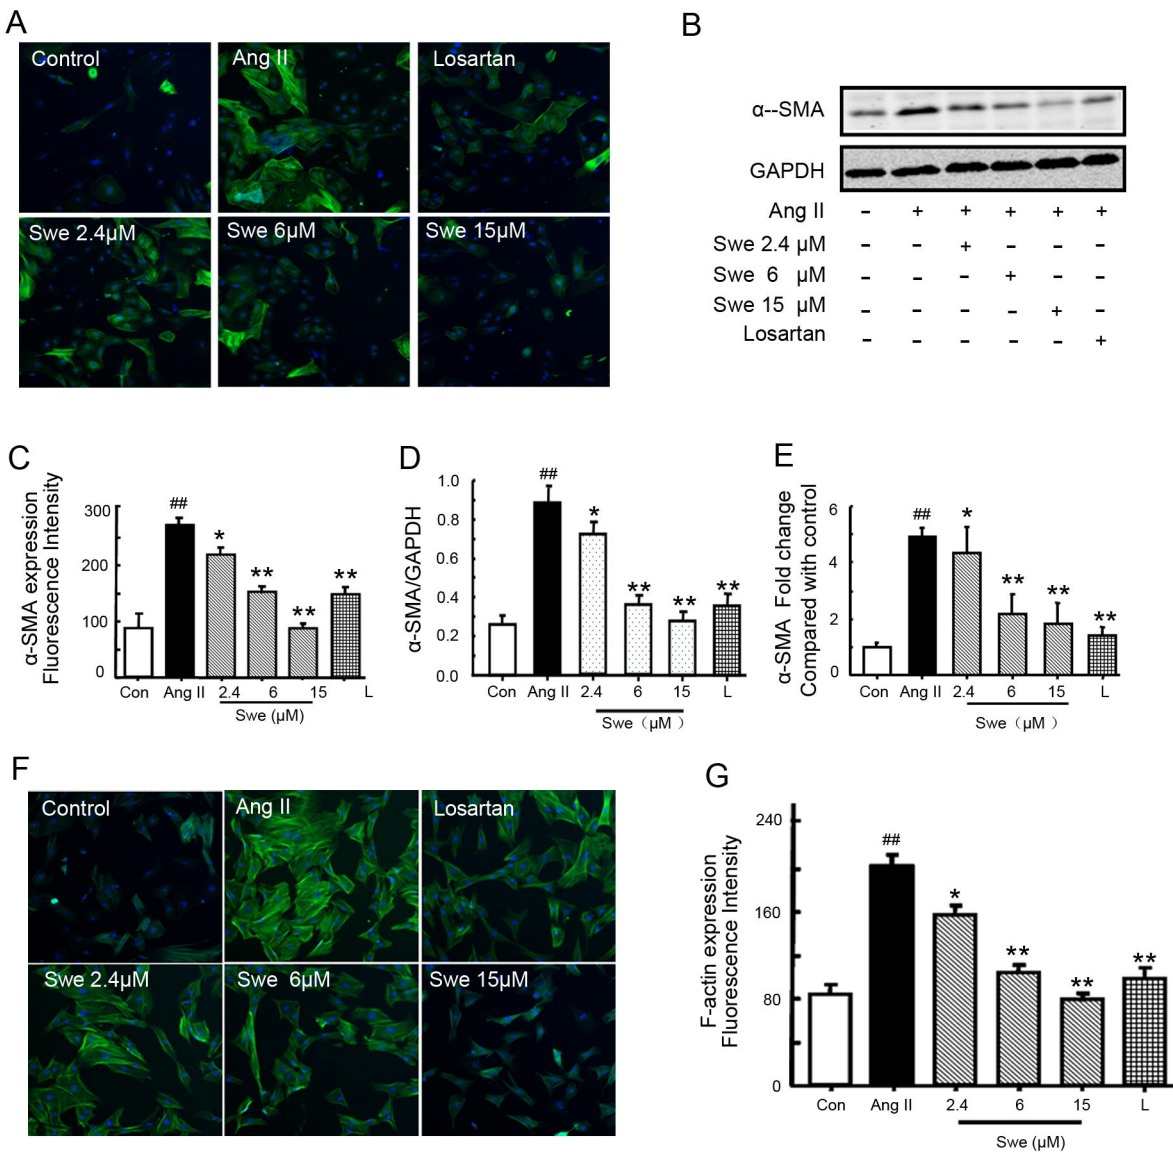 A
Control
Ang II
Losartan
Swe 2.4μM
Swe 6μM
Swe 15μM
B
α--SMA
GAPDH
Ang II - + + + + +
Swe 2.4 μM - - + - - -
Swe 6 μM - - - + - -
Swe 15 μM - - - - + -
Losartan - - - - - +
C
α-SMA expression
Fluorescence Intensity
300
200
100
0
## * ** ** **
Con Ang II 2.4 6 15 L
Swe (μM)
D
α-SMA/GAPDH
1.0
0.8
0.6
0.4
0.2
0.0
## * ** ** **
Con Ang II 2.4 6 15 L
Swe（μM ）
E
α-SMA Fold change
Compared with control
6
4
2
0
## * ** ** **
Con Ang II 2.4 6 15 L
Swe（μM ）
F
Control
Ang II
Losartan
Swe 2.4μM
Swe 6μM
Swe 15μM
G
F-actin expression
Fluorescence Intensity
240
160
80
0
## * ** ** **
Con Ang II 2.4 6 15 L
Swe (μM)